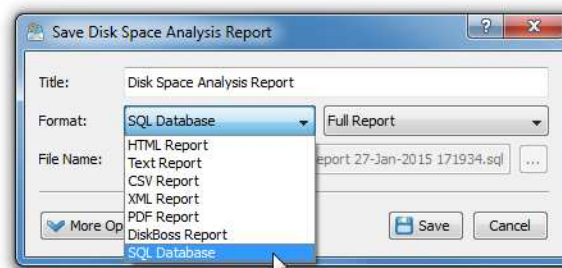 Save Disk Space Analysis Report
Title: Disk Space Analysis Report
Format: SQL Database Full Report
File Name: eport 27-Jan-2015 171934.sql ...
HTML Report
Text Report
CSV Report
XML Report
PDF Report
DiskBoss Report
SQL Database
More Op
Save Cancel